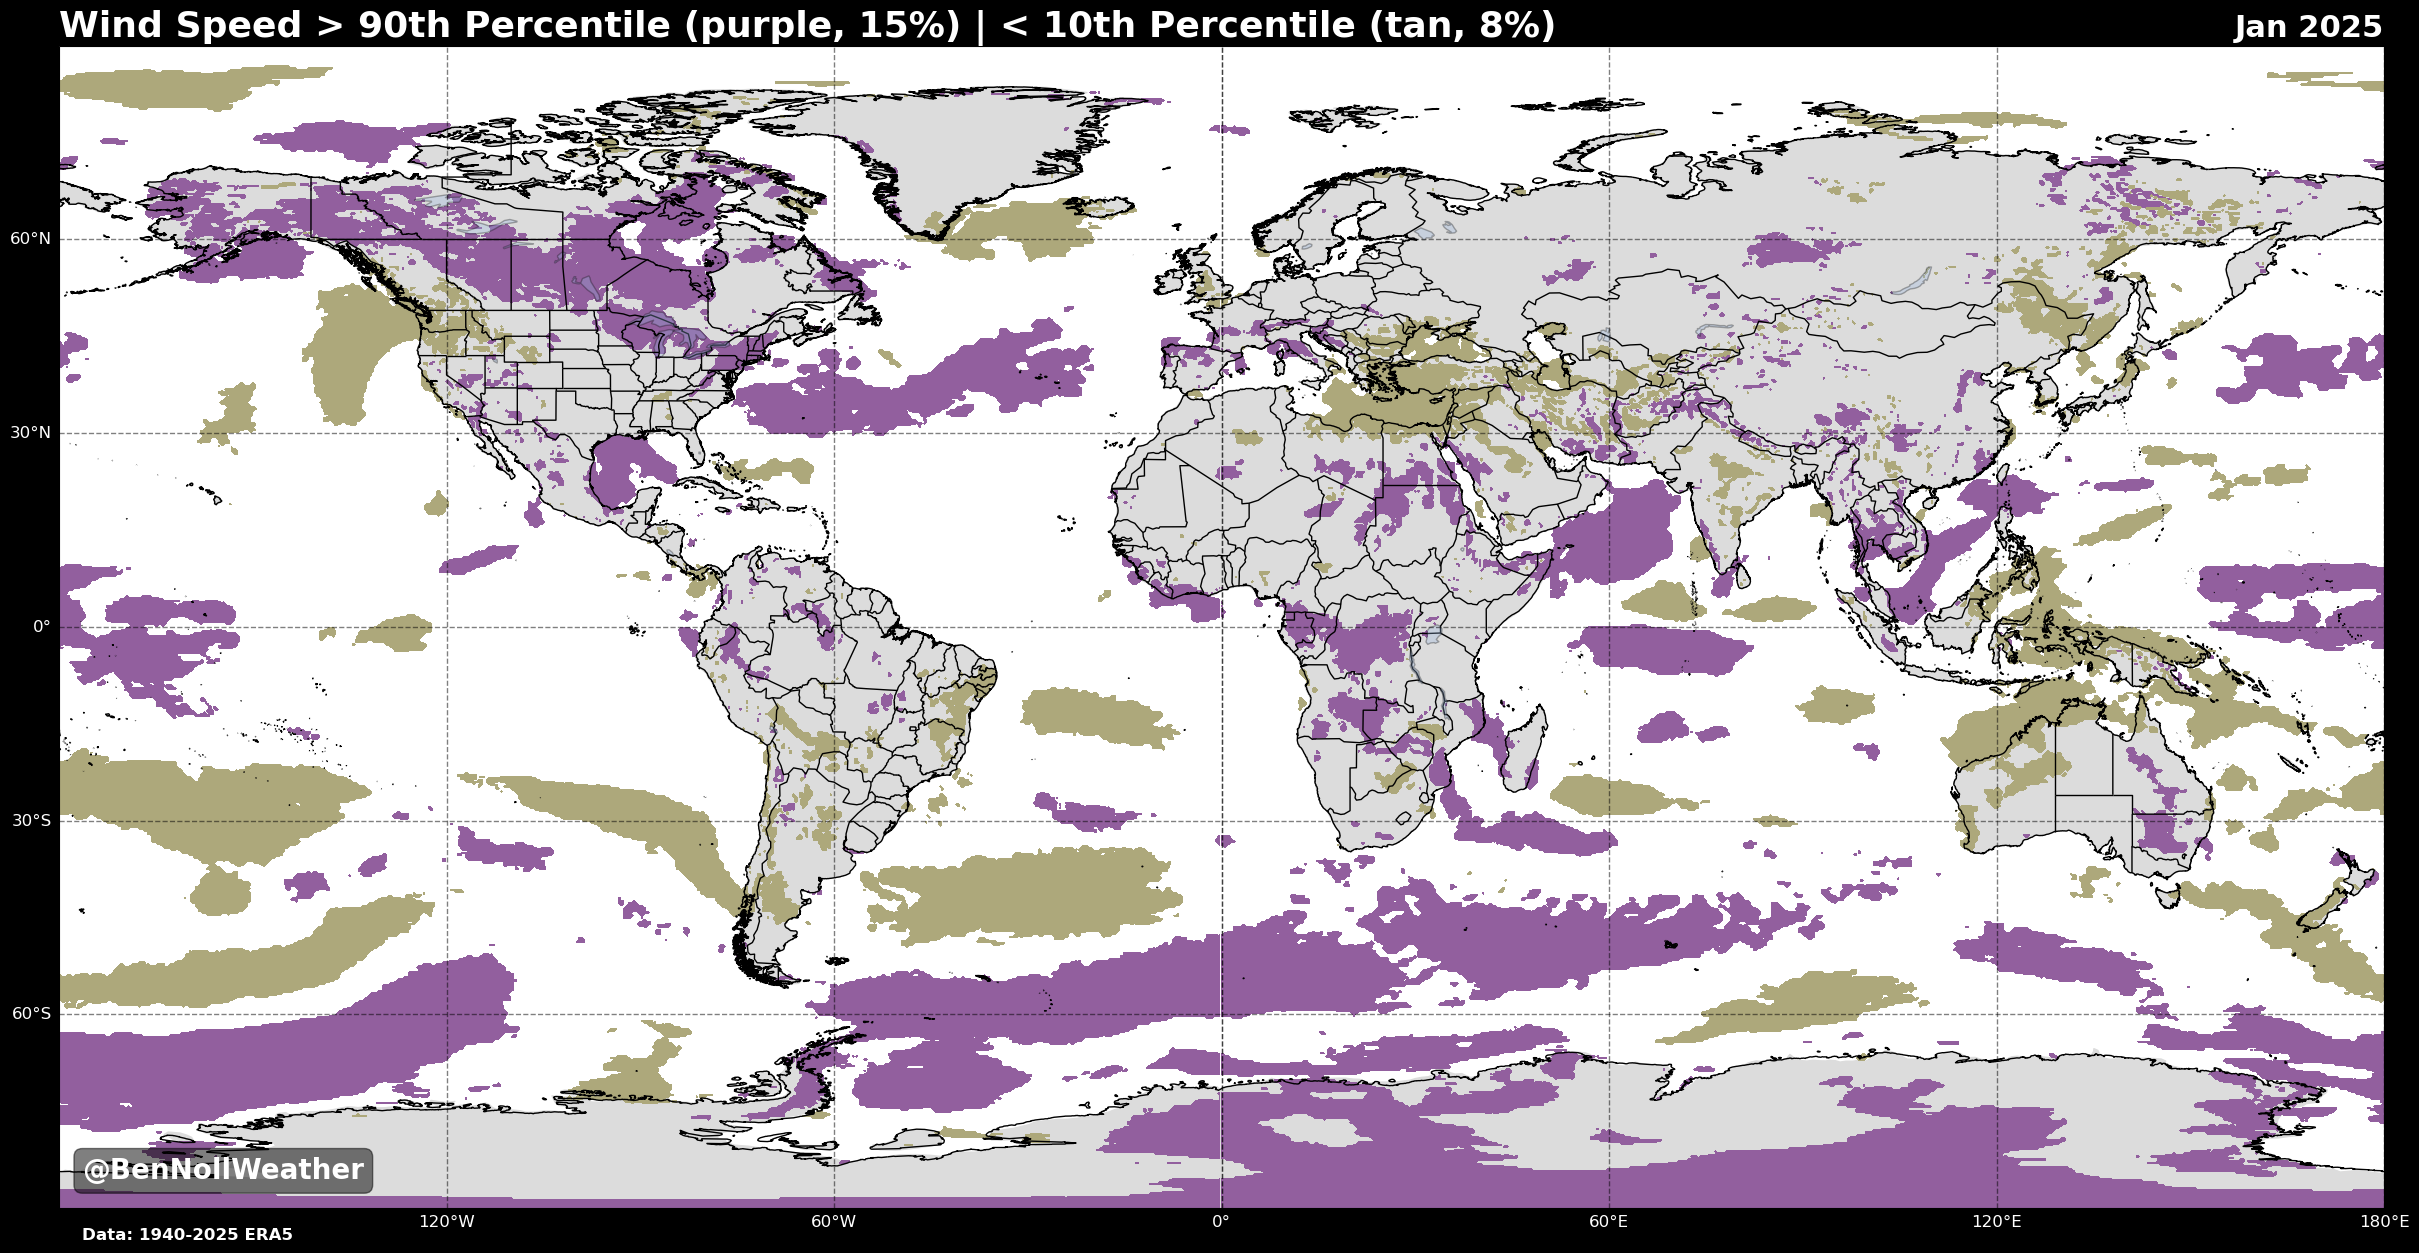 Wind Speed > 90th Percentile (purple, 15%) | < 10th Percentile (tan, 8%)
Jan 2025
60°N
30°N
0°
30°S
60°S
@BenNollWeather
120°W
60°W
0°
60°E
120°E
180°E
Data: 1940-2025 ERA5